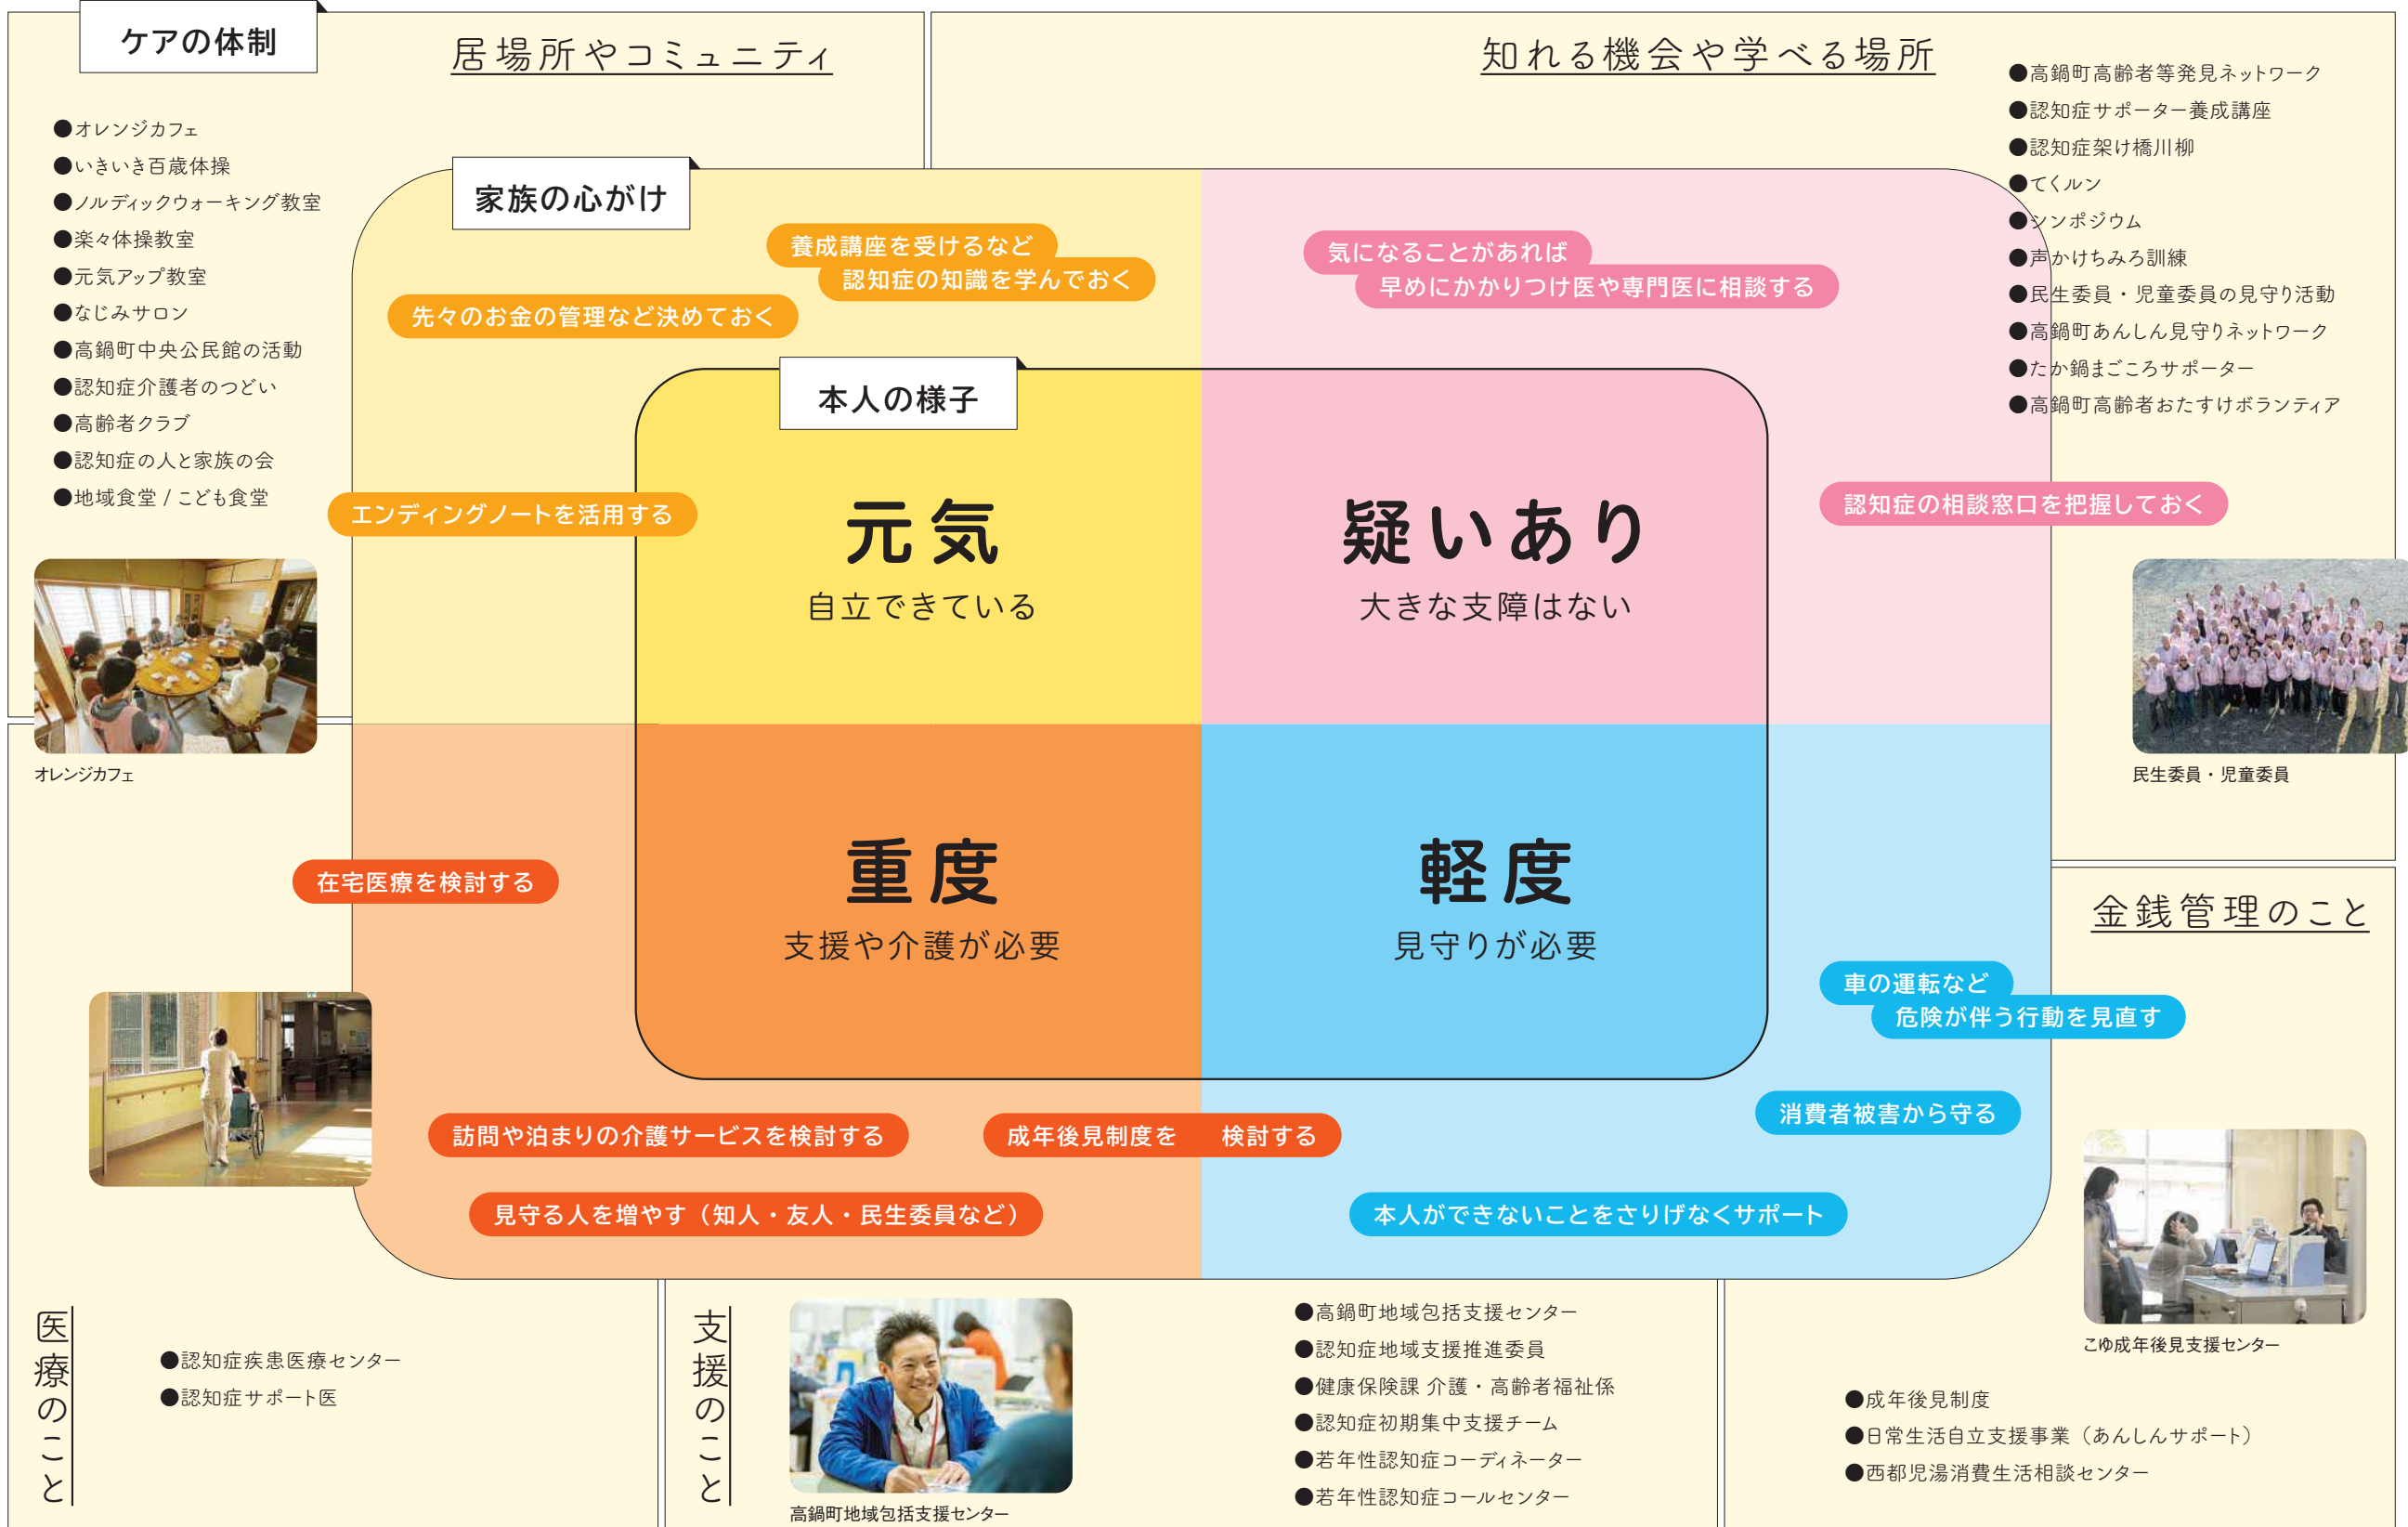 ケアの体制
居場所やコミュニティ
●オレンジカフェ
●いきいき百歳体操
●ノルディックウォーキング教室
●楽々体操教室
●元気アップ教室
●なじみサロン
●高鍋町中央公民館の活動
●認知症介護者のつどい
●高齢者クラブ
●認知症の人と家族の会
●地域食堂 / こども食堂
オレンジカフェ
知れる機会や学べる場所
●高鍋町高齢者等発見ネットワーク
●認知症サポーター養成講座
●認知症架け橋川柳
●てくルン
●シンポジウム
●声かけちみろ訓練
●民生委員・児童委員の見守り活動
●高鍋町あんしん見守りネットワーク
●たか鍋まごころサポーター
●高鍋町高齢者おたすけボランティア
民生委員・児童委員
家族の心がけ
養成講座を受けるなど
認知症の知識を学んでおく
先々のお金の管理など決めておく
エンディングノートを活用する
気になることがあれば
早めにかかりつけ医や専門医に相談する
認知症の相談窓口を把握しておく
本人の様子
元気
自立できている
疑いあり
大きな支障はない
重度
支援や介護が必要
軽度
見守りが必要
在宅医療を検討する
訪問や泊まりの介護サービスを検討する
成年後見制度を　検討する
見守る人を増やす（知人・友人・民生委員など）
車の運転など
危険が伴う行動を見直す
消費者被害から守る
本人ができないことをさりげなくサポート
医療のこと
●認知症疾患医療センター
●認知症サポート医
支援のこと
高鍋町地域包括支援センター
●高鍋町地域包括支援センター
●認知症地域支援推進委員
●健康保険課 介護・高齢者福祉係
●認知症初期集中支援チーム
●若年性認知症コーディネーター
●若年性認知症コールセンター
金銭管理のこと
こゆ成年後見支援センター
●成年後見制度
●日常生活自立支援事業（あんしんサポート）
●西都児湯消費生活相談センター